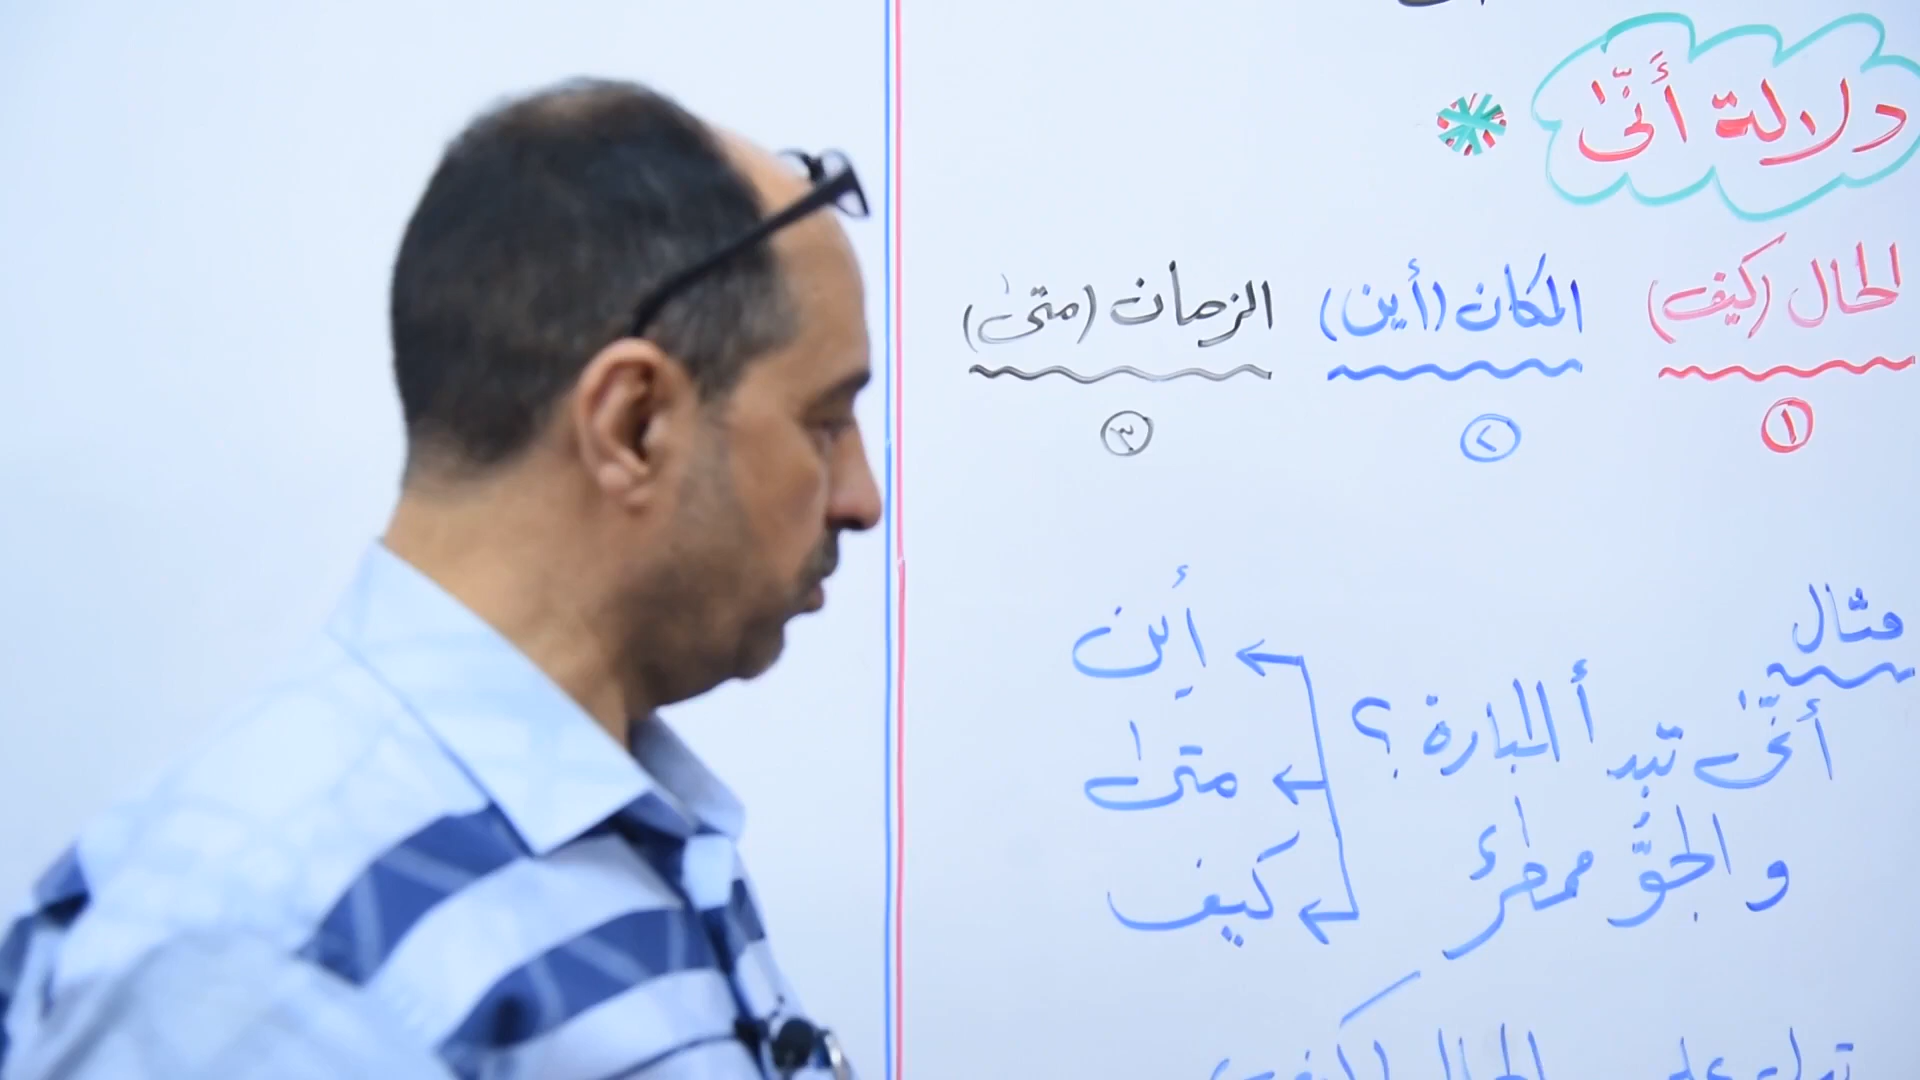 دلالة أنّى
الحال (كيف) المكان (أين) الزمان (متى)
١ ٢ ٣
مثال
أنّى تبدأ المبارة؟
والجوُّ ممطرٌ
أين
متى
كيف
تدل على الحال (كيف)